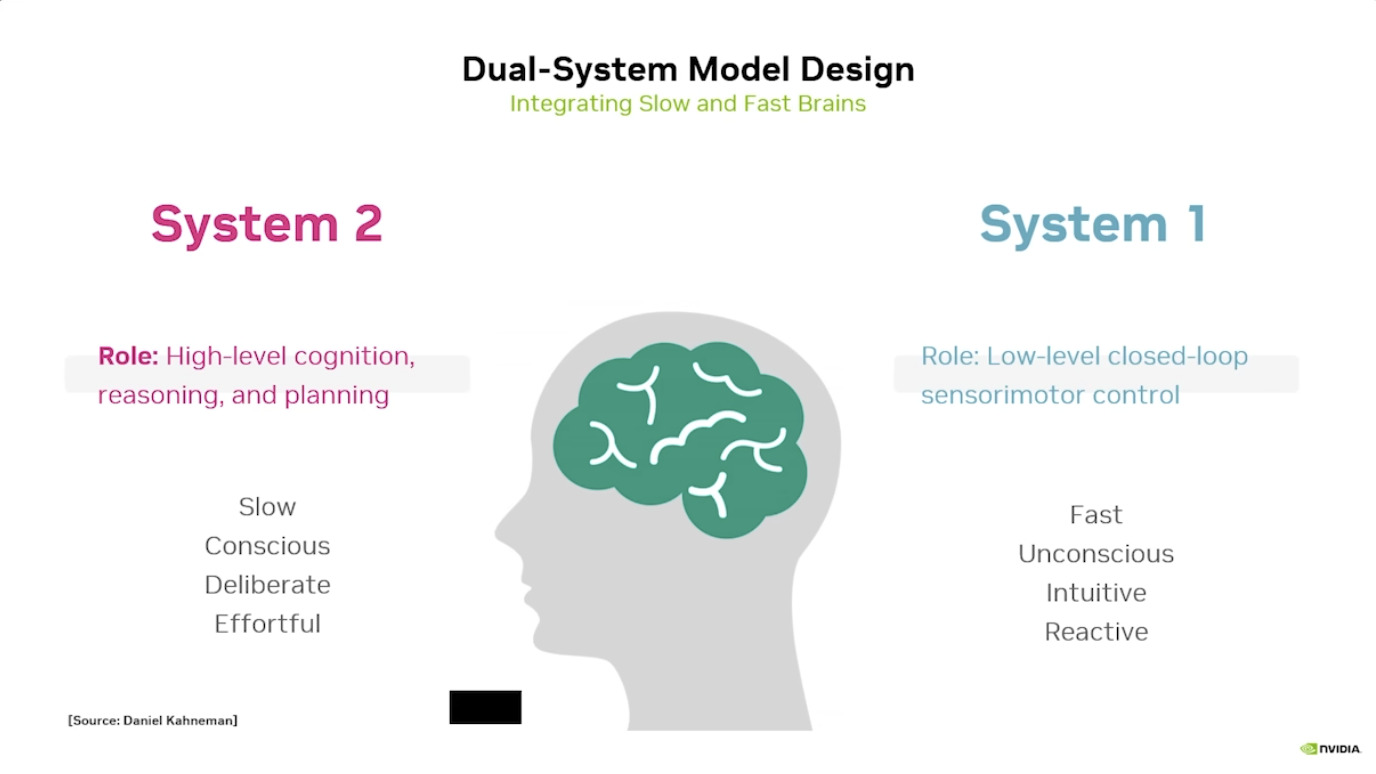 Dual-System Model Design
Integrating Slow and Fast Brains
System 2
Role: High-level cognition,
reasoning, and planning
Slow
Conscious
Deliberate
Effortful
System 1
Role: Low-level closed-loop
sensorimotor control
Fast
Unconscious
Intuitive
Reactive
[Source: Daniel Kahneman]
NVIDIA.